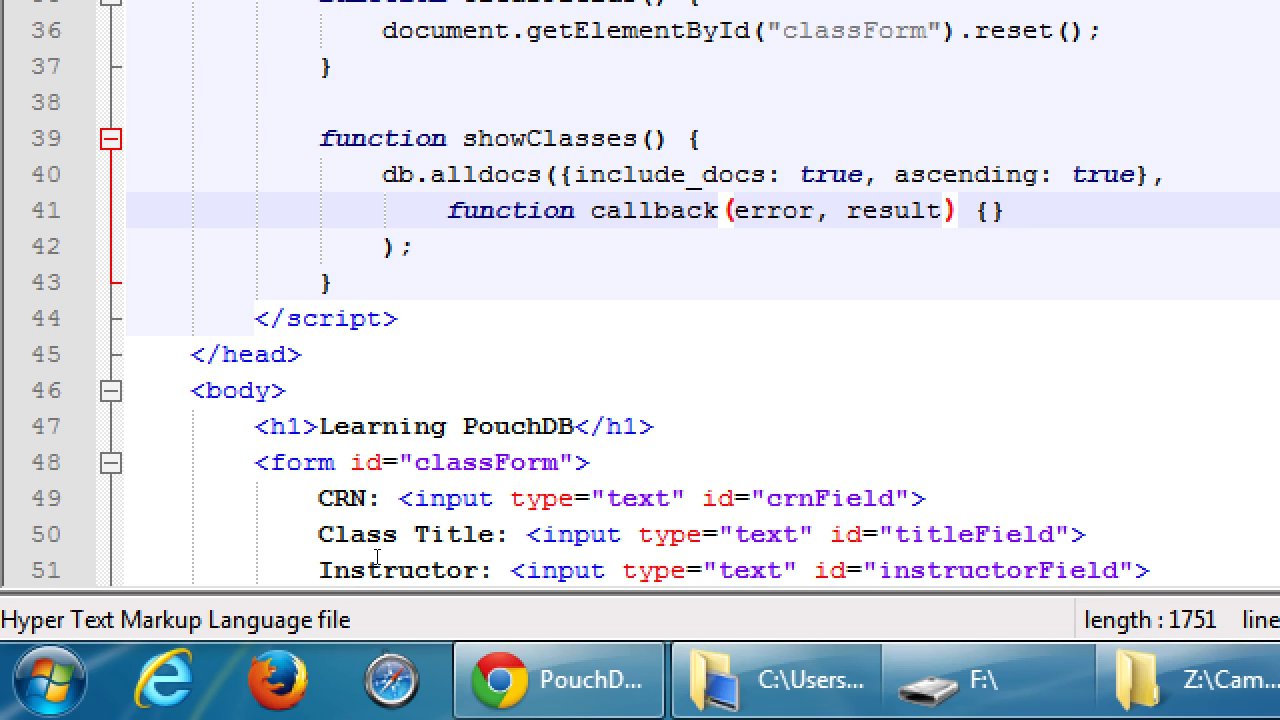 36 document.getElementById("classForm").reset();
37 }
38
39 function showClasses() {
40 db.alldocs({include_docs: true, ascending: true},
41 function callback(error, result) {}
42 );
43 }
44 </script>
45 </head>
46 <body>
47 <h1>Learning PouchDB</h1>
48 <form id="classForm">
49 CRN: <input type="text" id="crnField">
50 Class Title: <input type="text" id="titleField">
51 Instructor: <input type="text" id="instructorField">
Hyper Text Markup Language file length : 1751 line
PouchD... C:\Users... F:\ Z:\Cam...